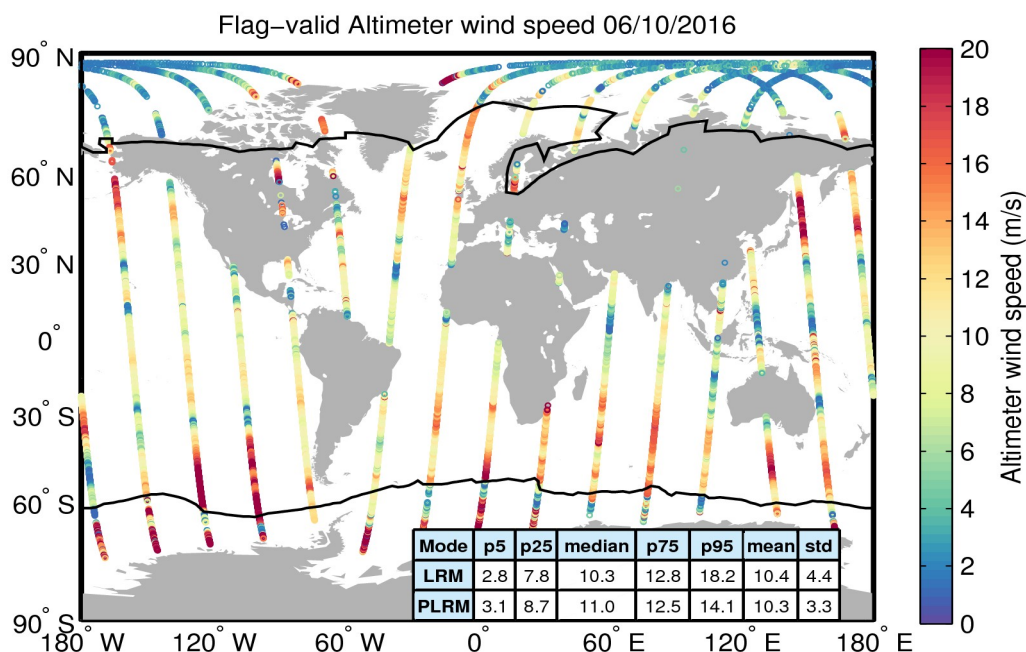 Flag−valid Altimeter wind speed 06/10/2016
90° N
60° N
30° N
0°
30° S
60° S
90° S
180° W
120° W
60° W
0°
60° E
120° E
180° E
Mode p5 p25 median p75 p95 mean std
LRM 2.8 7.8 10.3 12.8 18.2 10.4 4.4
PLRM 3.1 8.7 11.0 12.5 14.1 10.3 3.3
20
18
16
14
12
10
8
6
4
2
0
Altimeter wind speed (m/s)